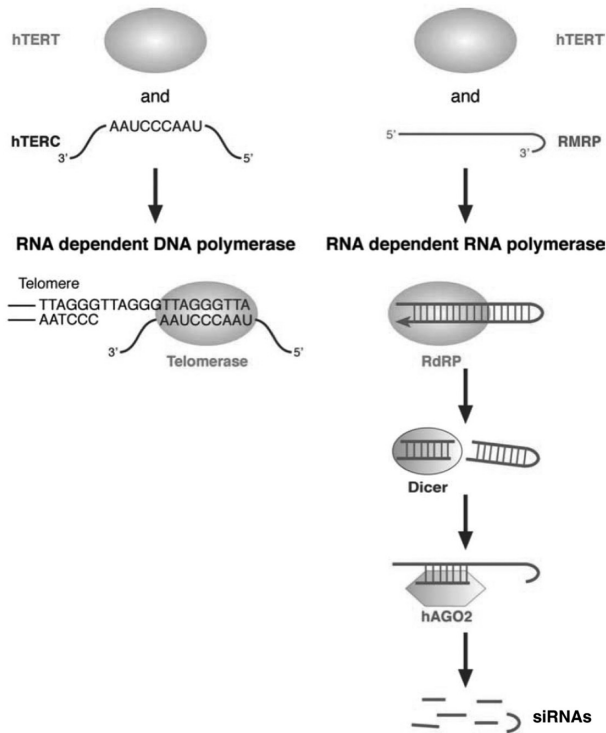 hTERT
and
hTERC
AAUCCCAAU
3’
5’
RNA dependent DNA polymerase
Telomere
TTAGGGTTAGGGTTAGGGTTA
AATCCC
AAUCCCAAU
3’
5’
Telomerase
hTERT
and
5’
3’
RMRP
RNA dependent RNA polymerase
RdRP
Dicer
hAGO2
siRNAs